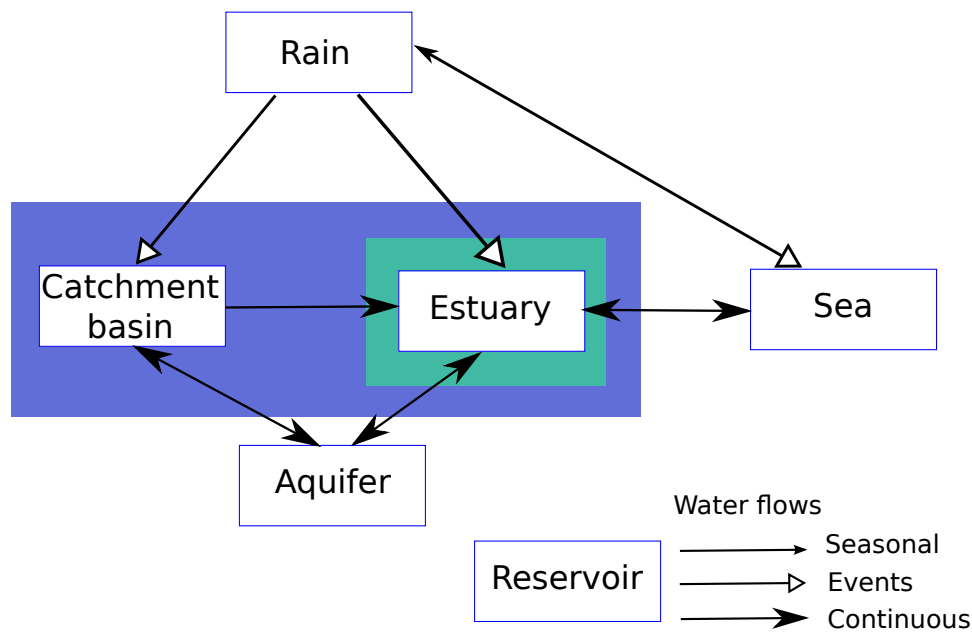 Rain
Catchment
basin
Estuary
Sea
Aquifer
Water flows
Reservoir
Seasonal
Events
Continuous